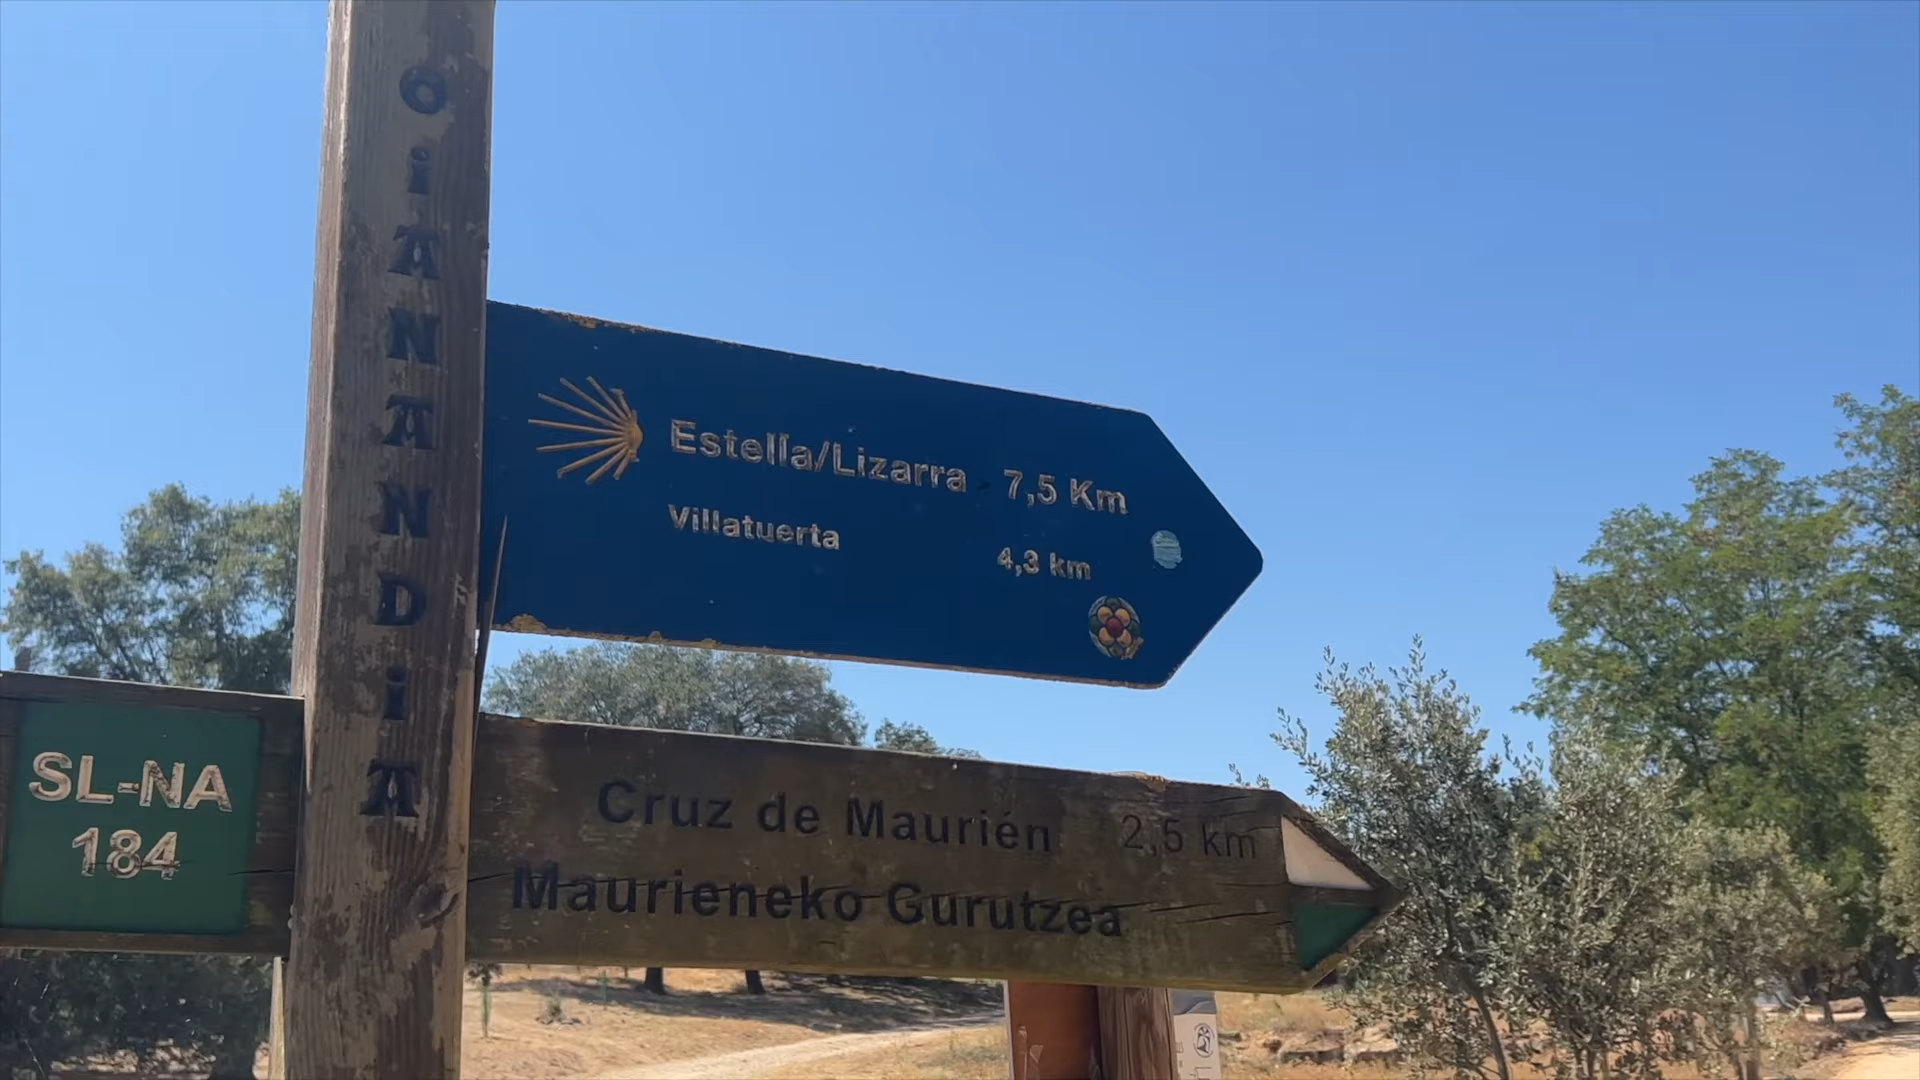 OiANANDiA
Estella/Lizarra 7,5 Km
Villatuerta 4,3 km
SL-NA
184
Cruz de Maurién 2,5 km
Maurieneko Gurutzea